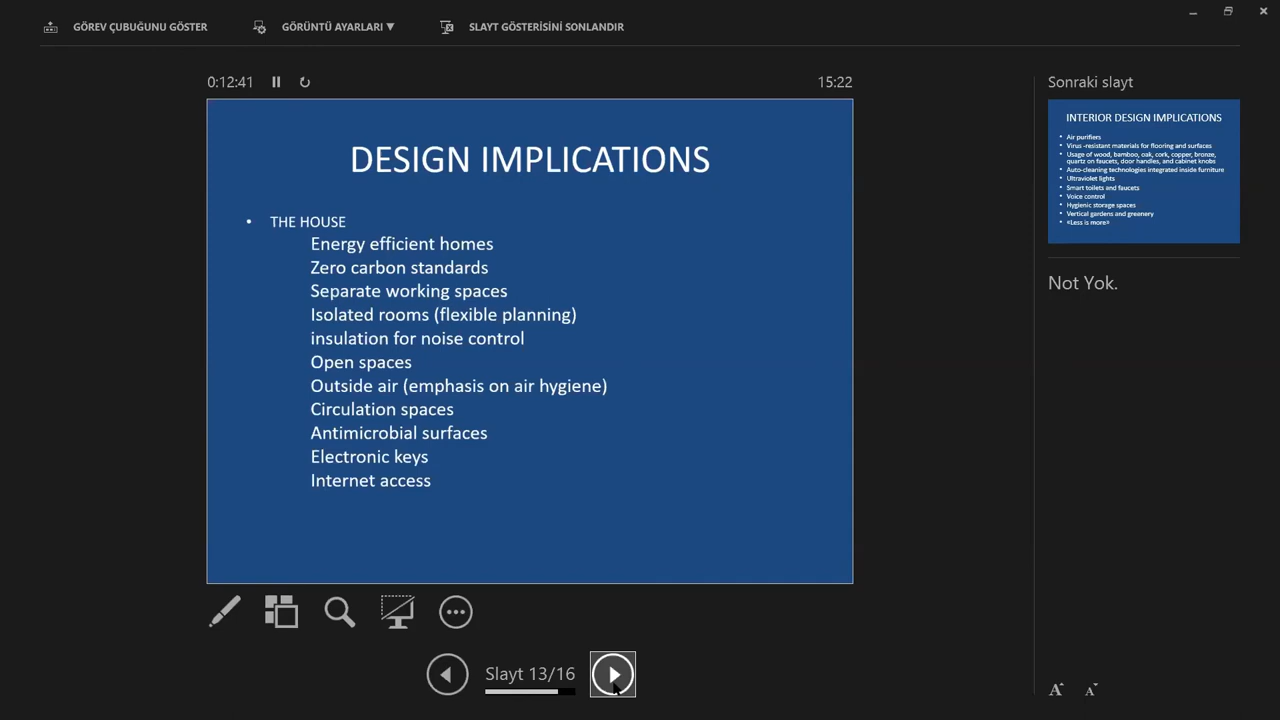 GÖREV ÇUBUĞUNU GÖSTER
GÖRÜNTÜ AYARLARI ▼
SLAYT GÖSTERİSİNİ SONLANDIR
0:12:41
15:22
DESIGN IMPLICATIONS
• THE HOUSE
Energy efficient homes
Zero carbon standards
Separate working spaces
Isolated rooms (flexible planning)
insulation for noise control
Open spaces
Outside air (emphasis on air hygiene)
Circulation spaces
Antimicrobial surfaces
Electronic keys
Internet access
Slayt 13/16
Sonraki slayt
INTERIOR DESIGN IMPLICATIONS
• Air purifiers
• Virus -resistant materials for flooring and surfaces
• Usage of wood, bamboo, oak, cork, copper, bronze,
quartz on faucets, door handles, and cabinet knobs
• Auto-cleaning technologies integrated inside furniture
• Ultraviolet lights
• Smart toilets and faucets
• Voice control
• Hygienic storage spaces
• Vertical gardens and greenery
• «Less is more»
Not Yok.
A A